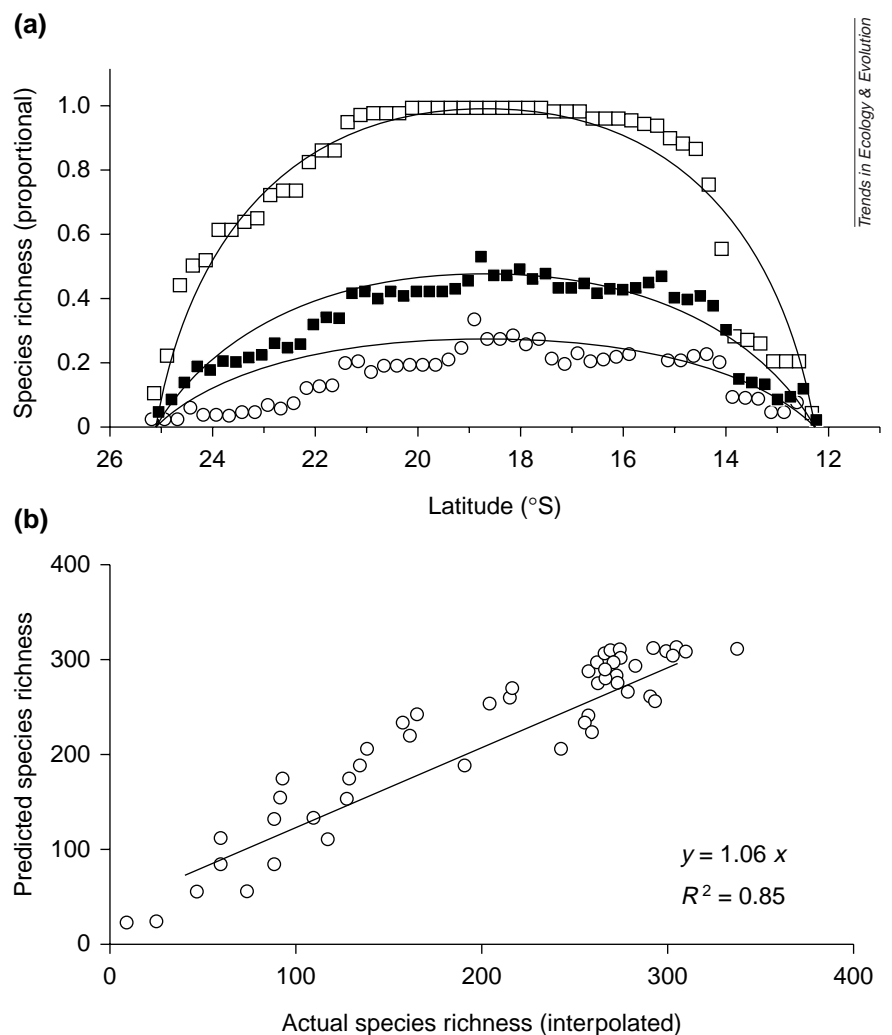 (a)
Trends in Ecology & Evolution
Species richness (proportional)
1.0
0.8
0.6
0.4
0.2
0
26 24 22 20 18 16 14 12
Latitude (°S)
(b)
Predicted species richness
400
300
200
100
0
y = 1.06 x
R² = 0.85
0 100 200 300 400
Actual species richness (interpolated)